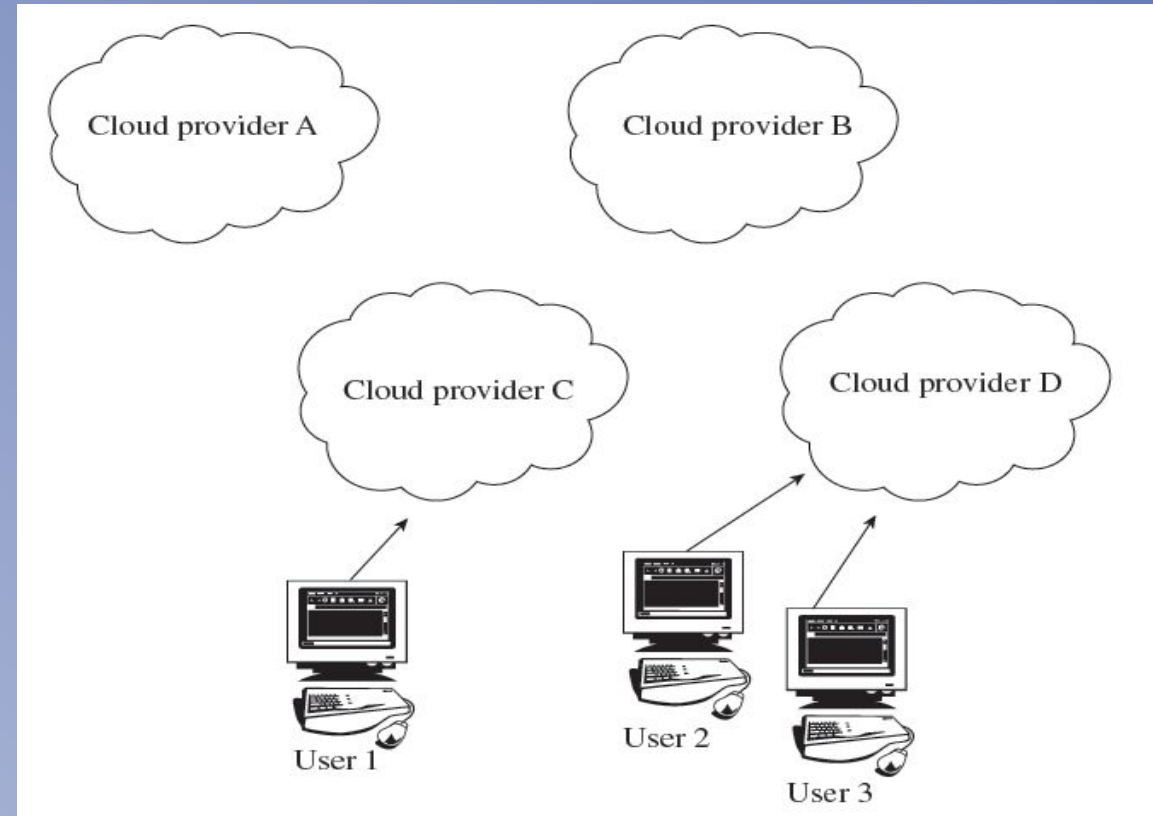 Cloud provider A
Cloud provider B
Cloud provider C
Cloud provider D
User 1
User 2
User 3